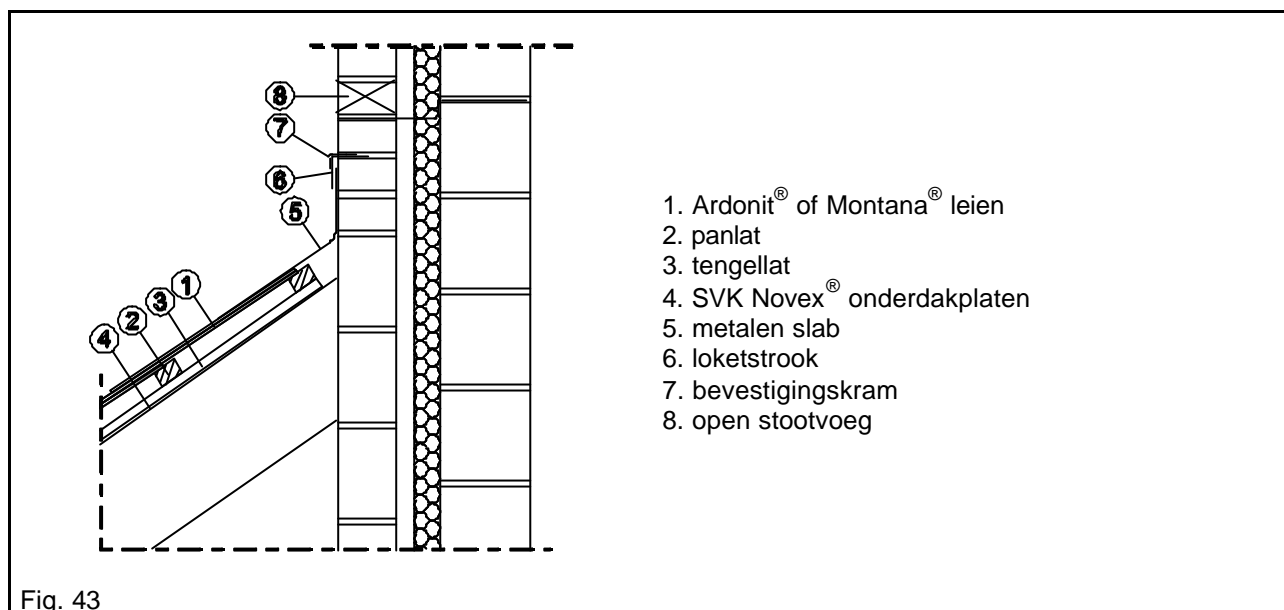 8
7
6
5
1
3
2
4
1. Ardonit® of Montana® leien
2. panlat
3. tengellat
4. SVK Novex® onderdakplaten
5. metalen slab
6. loketstrook
7. bevestigingskram
8. open stootvoeg
Fig. 43